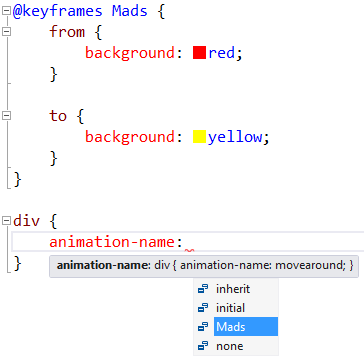 @keyframes Mads {
from {
background: red;
}
to {
background: yellow;
}
}
div {
animation-name:
}
animation-name: div { animation-name: movearound; }
inherit
initial
Mads
none